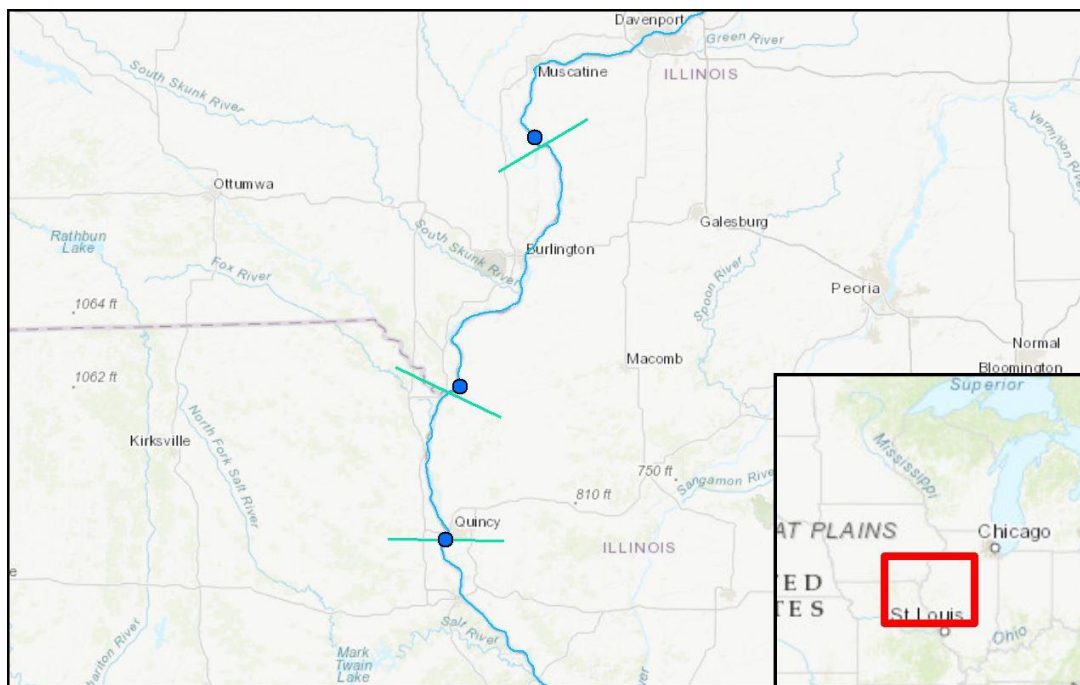 Davenport
Green River
Muscatine
ILLINOIS
South Skunk River
Vermilion River
Ottumwa
Galesburg
South Skunk River
Rathbun
Lake
Burlington
Fox River
Spoon River
Peoria
1064 ft
Normal
Macomb
Bloomington
1062 ft
Superior
North Fork Salt River
Kirksville
Mississippi
750 ft
Sangamon River
810 ft
Quincy
AT PLAINS
Chicago
ILLINOIS
e
TED
TES
St Louis
Salt River
Ohio
Mark
Twain
Lake
hariton River